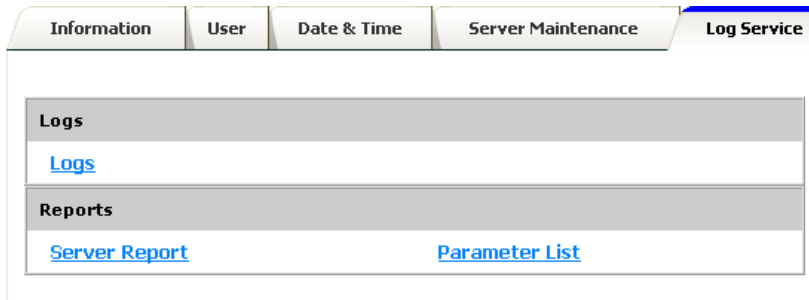 Information User Date & Time Server Maintenance Log Service
Logs
Logs
Reports
Server Report Parameter List